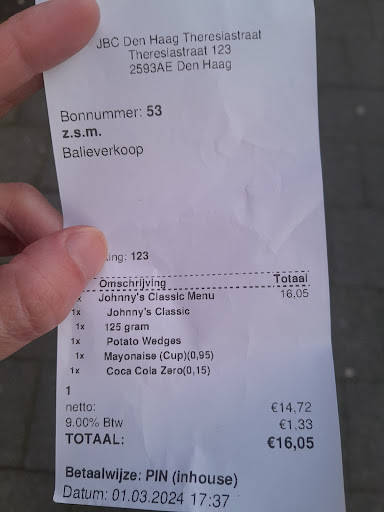 JBC Den Haag Theresiastraat
Theresiastraat 123
2593AE Den Haag
Bonnummer: 53
z.s.m.
Balieverkoop
123
Omschrijving Totaal
Johnny's Classic Menu 16.05
1x Johnny's Classic
1x 125 gram
1x Potato Wedges
1x Mayonaise (Cup)(0,95)
1x Coca Cola Zero(0,15)
1
netto: €14,72
9.00% Btw €1,33
TOTAAL: €16,05
Betaalwijze: PIN (inhouse)
Datum: 01.03.2024 17:37